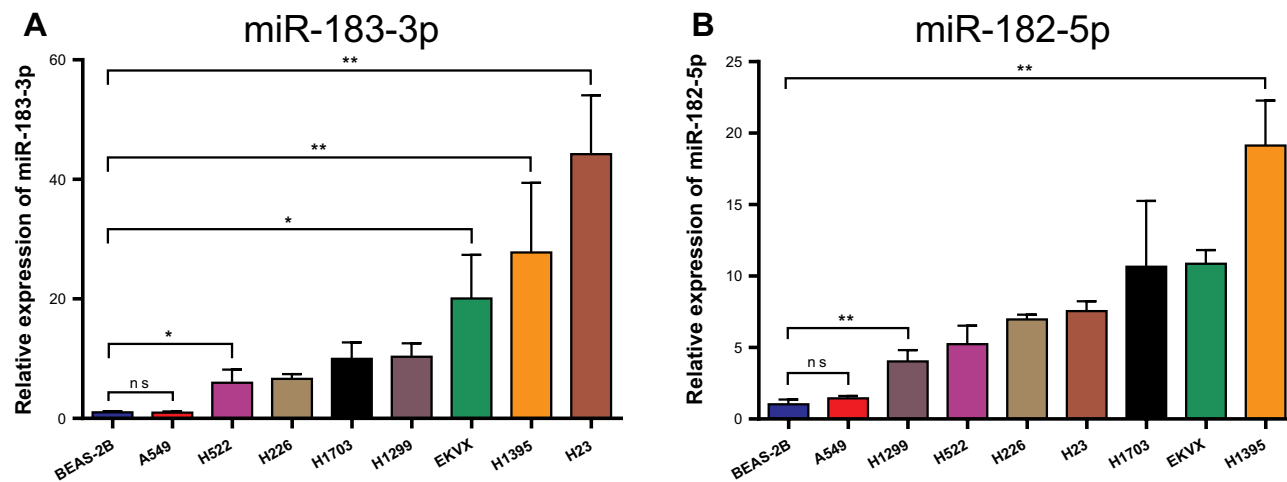 A
miR-183-3p
Relative expression of miR-183-3p
60
40
20
0
**
**
*
*
n s
BEAS-2B
A549
H522
H226
H1703
H1299
EKVX
H1395
H23
B
miR-182-5p
Relative expression of miR-182-5p
25
20
15
10
5
0
**
**
n s
BEAS-2B
A549
H1299
H522
H226
H23
H1703
EKVX
H1395